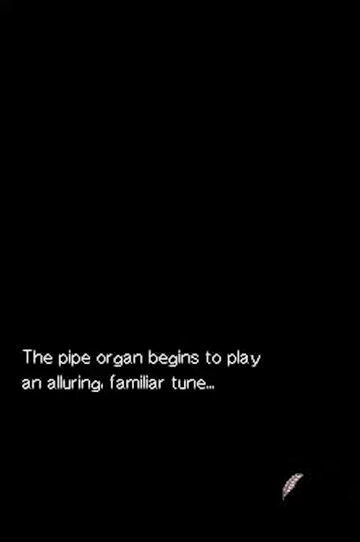 The pipe organ begins to play
an alluring, familiar tune...